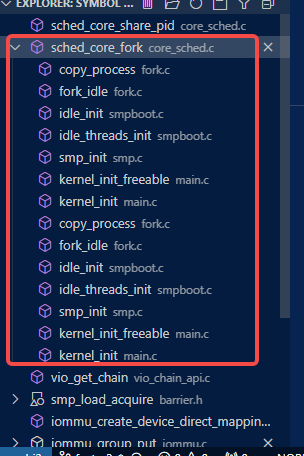 EXPLORER: SYMBOL
sched_core_share_pid core_sched.c
sched_core_fork core_sched.c
copy_process fork.c
fork_idle fork.c
idle_init smpboot.c
idle_threads_init smpboot.c
smp_init smp.c
kernel_init_freeable main.c
kernel_init main.c
copy_process fork.c
fork_idle fork.c
idle_init smpboot.c
idle_threads_init smpboot.c
smp_init smp.c
kernel_init_freeable main.c
kernel_init main.c
vio_get_chain vio_chain_api.c
smp_load_acquire barrier.h
iommu_create_device_direct_mappin...
iommu_group_put iommu.c